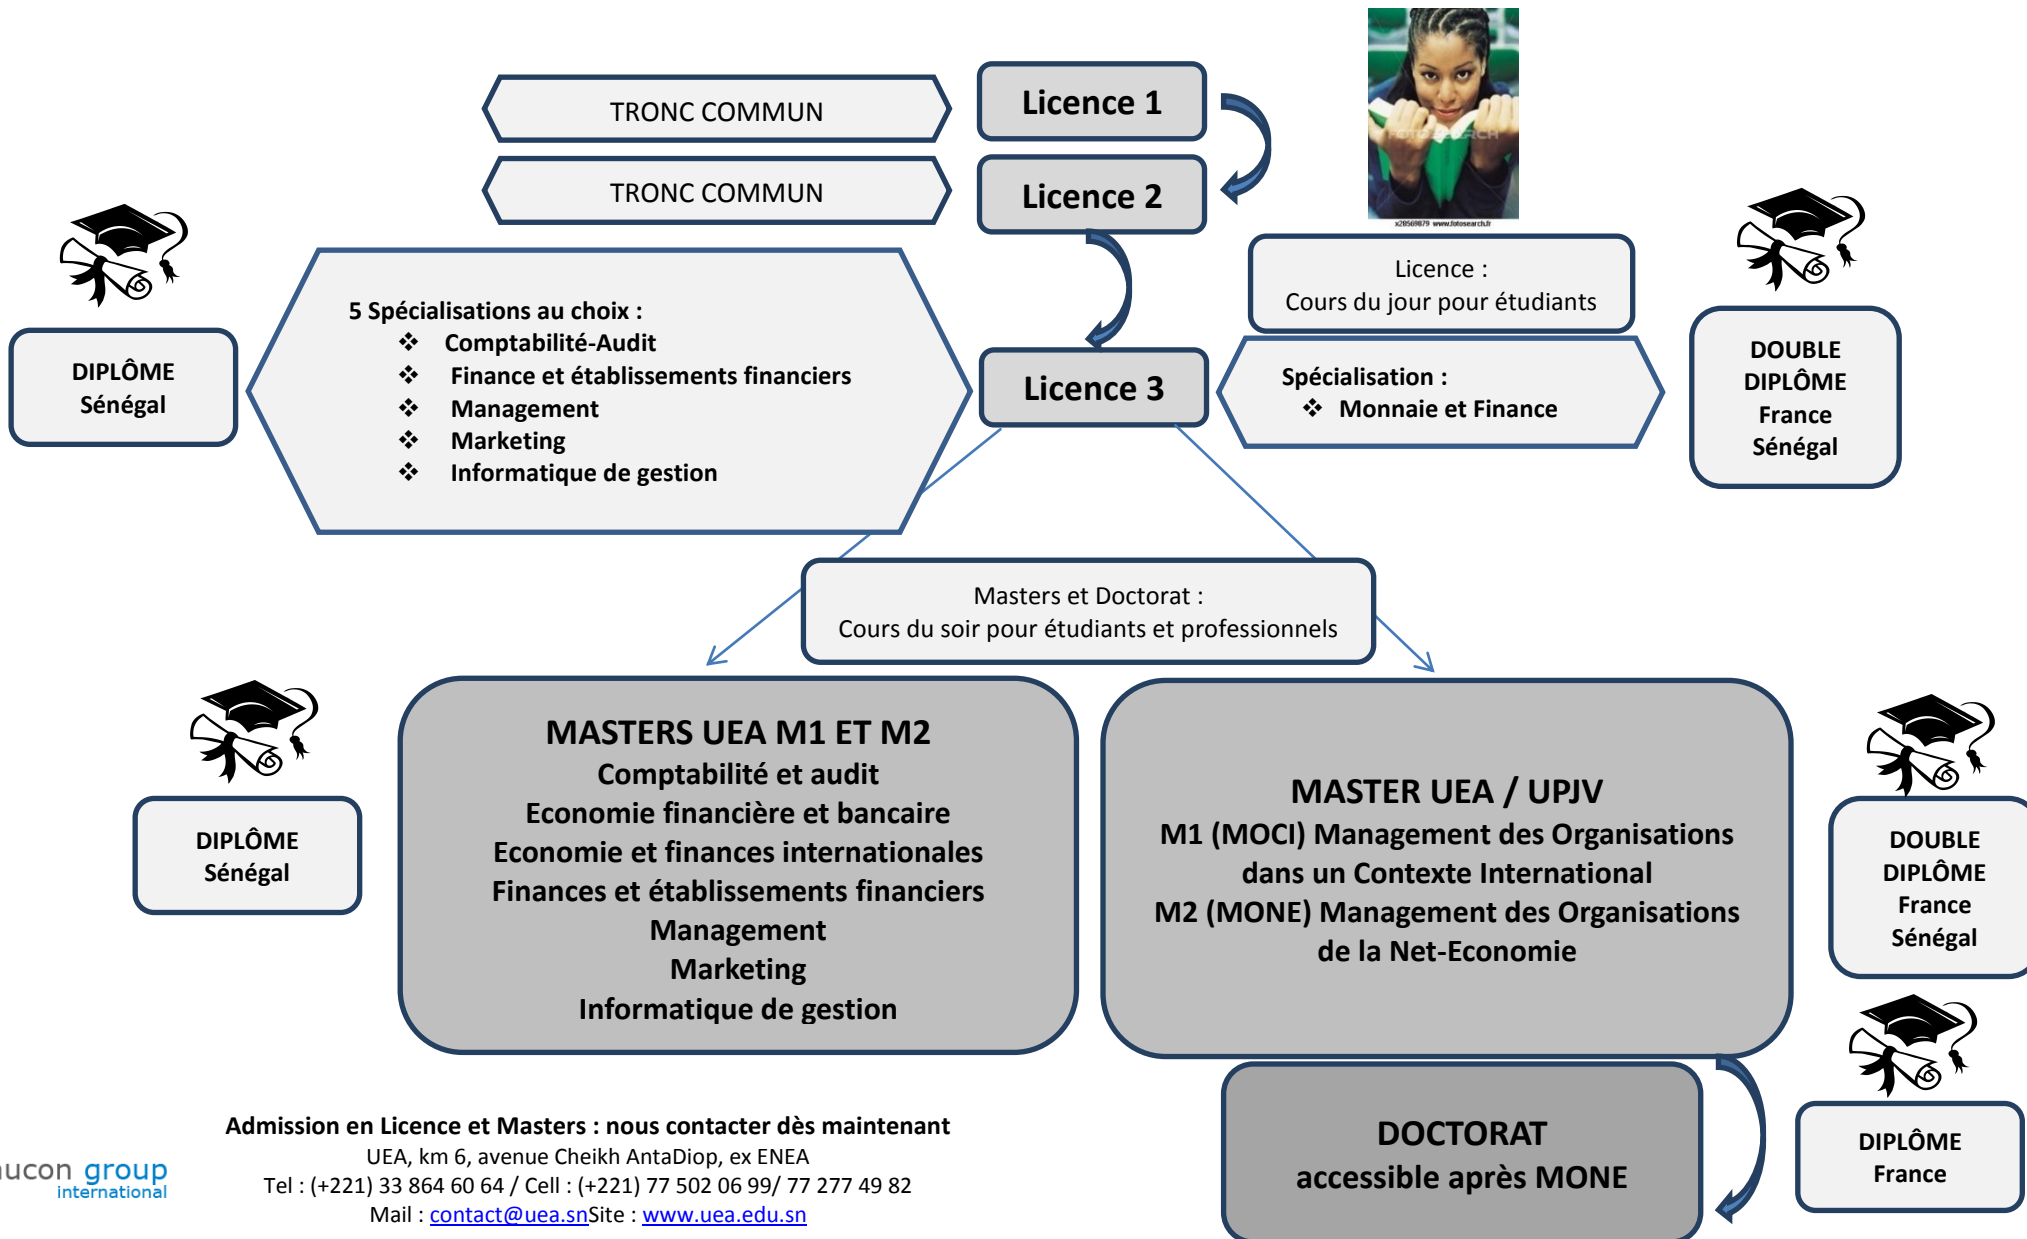 TRONC COMMUN
Licence 1
TRONC COMMUN
Licence 2
FOTOSEARCH
x28569879 www.fotosearch.fr
Licence :
Cours du jour pour étudiants
5 Spécialisations au choix :
❖ Comptabilité-Audit
❖ Finance et établissements financiers
❖ Management
❖ Marketing
❖ Informatique de gestion
DIPLÔME
Sénégal
Licence 3
Spécialisation :
❖ Monnaie et Finance
DOUBLE
DIPLÔME
France
Sénégal
Masters et Doctorat :
Cours du soir pour étudiants et professionnels
DIPLÔME
Sénégal
MASTERS UEA M1 ET M2
Comptabilité et audit
Economie financière et bancaire
Economie et finances internationales
Finances et établissements financiers
Management
Marketing
Informatique de gestion
MASTER UEA / UPJV
M1 (MOCI) Management des Organisations
dans un Contexte International
M2 (MONE) Management des Organisations
de la Net-Economie
DOUBLE
DIPLÔME
France
Sénégal
DOCTORAT
accessible après MONE
DIPLÔME
France
Admission en Licence et Masters : nous contacter dès maintenant
UEA, km 6, avenue Cheikh AntaDiop, ex ENEA
Tel : (+221) 33 864 60 64 / Cell : (+221) 77 502 06 99/ 77 277 49 82
Mail : contact@uea.snSite : www.uea.edu.sn
group
international